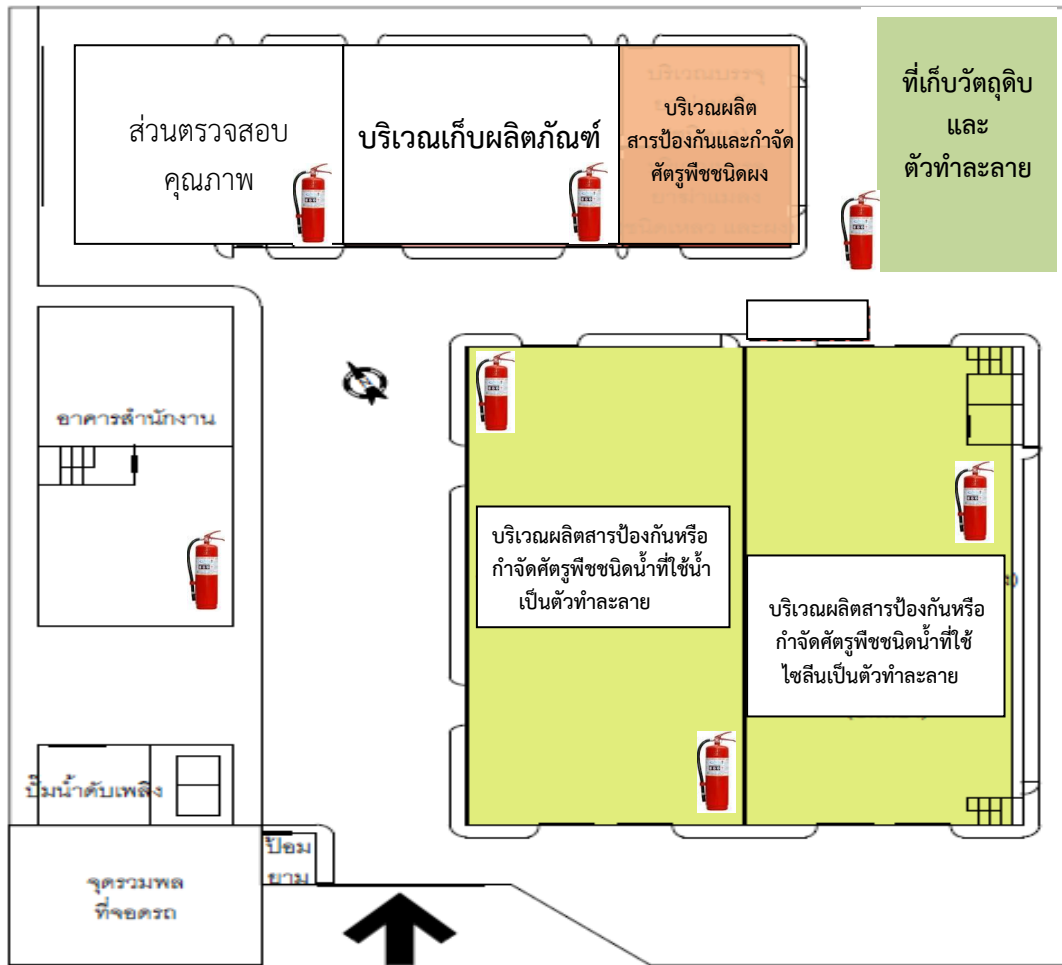 ส่วนตรวจสอบ
คุณภาพ
บริเวณเก็บผลิตภัณฑ์
บริเวณผลิต
สารป้องกันและกำจัด
ศัตรูพืชชนิดผง
ที่เก็บวัตถุดิบ
และ
ตัวทำละลาย
อาคารสำนักงาน
บริเวณผลิตสารป้องกันหรือ
กำจัดศัตรูพืชชนิดน้ำที่ใช้น้ำ
เป็นตัวทำละลาย
บริเวณผลิตสารป้องกันหรือ
กำจัดศัตรูพืชชนิดน้ำที่ใช้
ไซลีนเป็นตัวทำละลาย
ปั๊มน้ำดับเพลิง
ป้อม
ยาม
จุดรวมพล
ที่จอดรถ